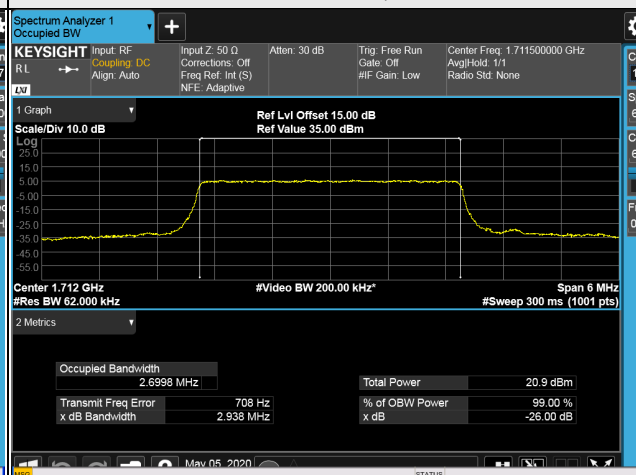 Spectrum Analyzer 1
Occupied BW
KEYSIGHT
R L
LXI
Input: RF
Coupling: DC
Align: Auto
Input Z: 50 Ω
Corrections: Off
Freq Ref: Int (S)
NFE: Adaptive
Atten: 30 dB
Trig: Free Run
Gate: Off
#IF Gain: Low
Center Freq: 1.711500000 GHz
Avg|Hold: 1/1
Radio Std: None
1 Graph
Scale/Div 10.0 dB
Ref Lvl Offset 15.00 dB
Ref Value 35.00 dBm
Log
25.0
15.0
5.00
-5.00
-15.0
-25.0
-35.0
-45.0
-55.0
Center 1.712 GHz
#Res BW 62.000 kHz
#Video BW 200.00 kHz*
Span 6 MHz
#Sweep 300 ms (1001 pts)
2 Metrics
Occupied Bandwidth
2.6998 MHz
Transmit Freq Error 708 Hz
x dB Bandwidth 2.938 MHz
Total Power 20.9 dBm
% of OBW Power 99.00 %
x dB -26.00 dB
May 05, 2020
MSG
STATUS